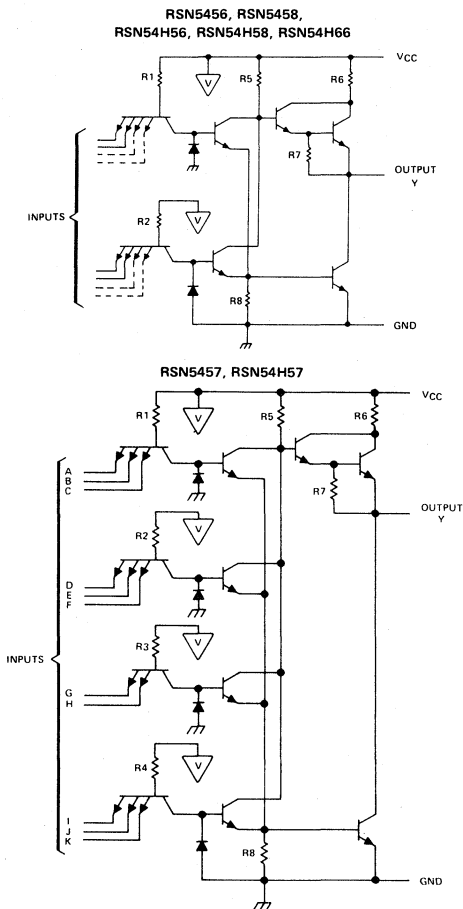 RSN5456, RSN5458,
RSN54H56, RSN54H58, RSN54H66
VCC
R1
V
R5
R6
R7
OUTPUT
Y
INPUTS
R2
V
R8
GND
RSN5457, RSN54H57
VCC
R1
V
R5
R6
A
B
C
R7
OUTPUT
Y
R2
V
D
E
F
INPUTS
R3
V
G
H
R4
V
I
J
K
R8
GND